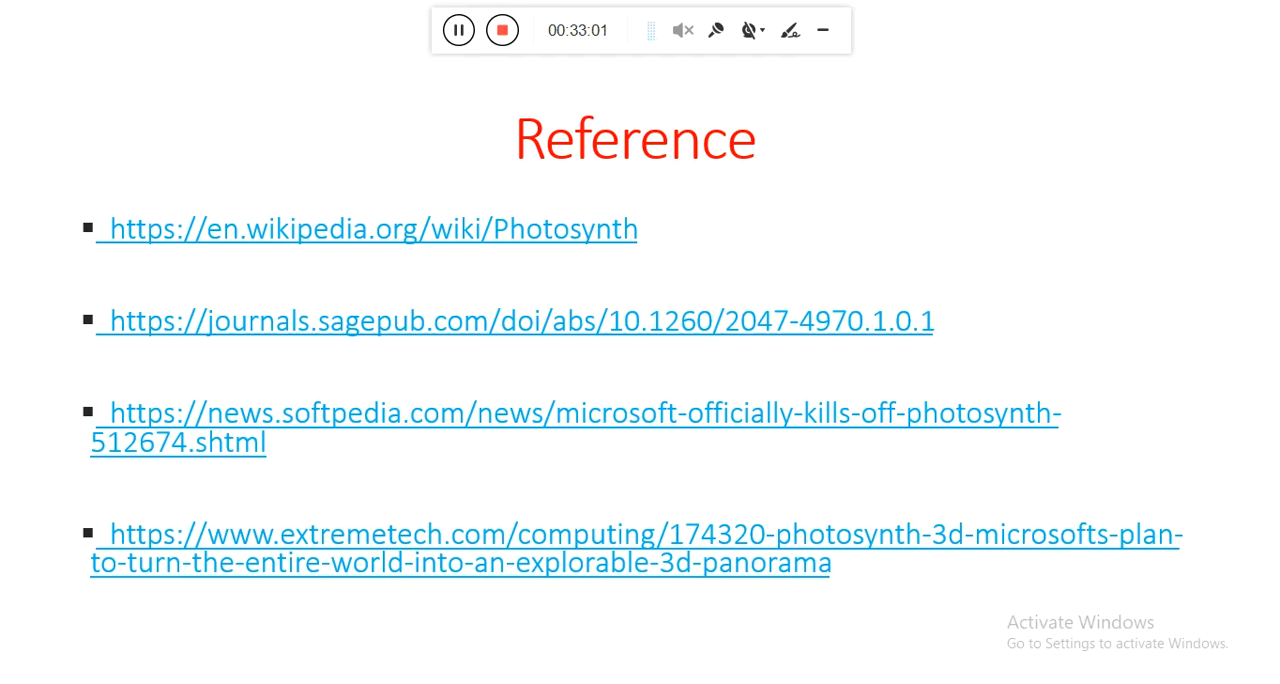 00:33:01
Reference
https://en.wikipedia.org/wiki/Photosynth
https://journals.sagepub.com/doi/abs/10.1260/2047-4970.1.0.1
https://news.softpedia.com/news/microsoft-officially-kills-off-photosynth-
512674.shtml
https://www.extremetech.com/computing/174320-photosynth-3d-microsofts-plan-
to-turn-the-entire-world-into-an-explorable-3d-panorama
Activate Windows
Go to Settings to activate Windows.